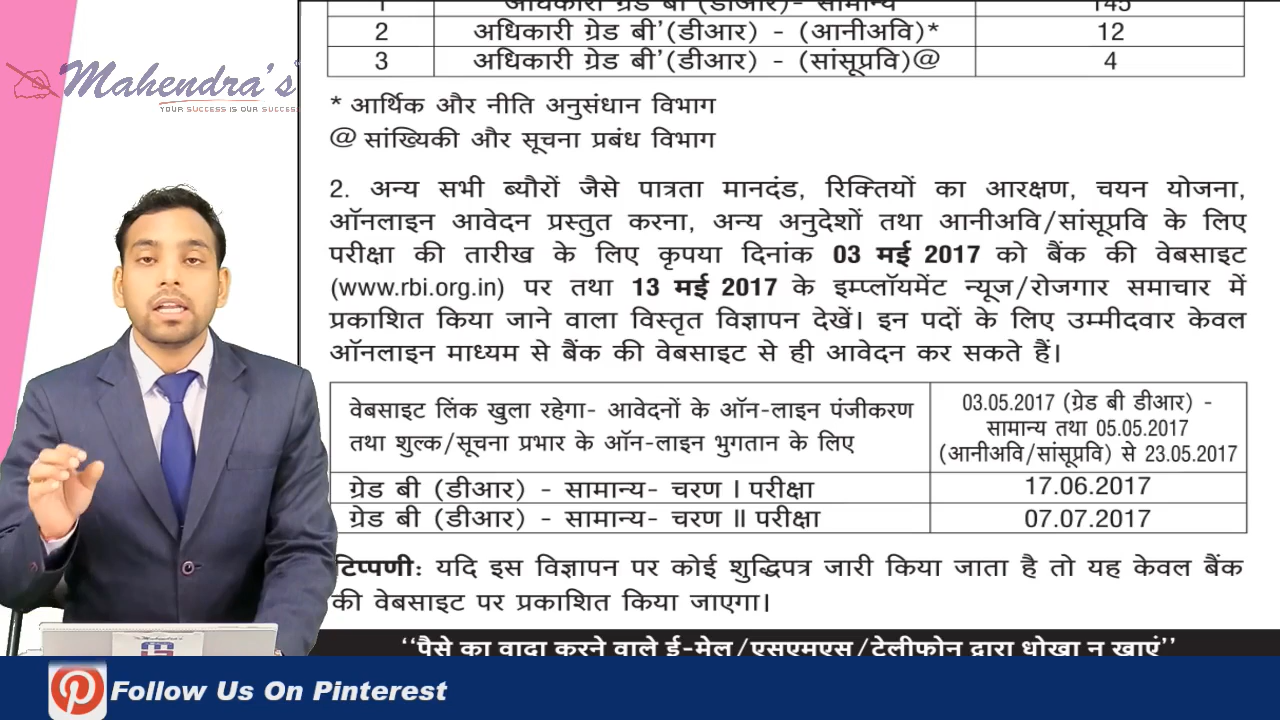 1 अधिकारी ग्रेड बी'(डीआर)- सामान्य 145
2 अधिकारी ग्रेड बी'(डीआर) - (आनीअवि)* 12
3 अधिकारी ग्रेड बी'(डीआर) - (सांसूप्रवि)@ 4
Mahendra's
YOUR SUCCESS IS OUR SUCCESS
* आर्थिक और नीति अनुसंधान विभाग
@ सांख्यिकी और सूचना प्रबंध विभाग
2. अन्य सभी ब्यौरों जैसे पात्रता मानदंड, रिक्तियों का आरक्षण, चयन योजना,
ऑनलाइन आवेदन प्रस्तुत करना, अन्य अनुदेशों तथा आनीअवि/सांसूप्रवि के लिए
परीक्षा की तारीख के लिए कृपया दिनांक 03 मई 2017 को बैंक की वेबसाइट
(www.rbi.org.in) पर तथा 13 मई 2017 के इम्प्लॉयमेंट न्यूज/रोजगार समाचार में
प्रकाशित किया जाने वाला विस्तृत विज्ञापन देखें। इन पदों के लिए उम्मीदवार केवल
ऑनलाइन माध्यम से बैंक की वेबसाइट से ही आवेदन कर सकते हैं।
वेबसाइट लिंक खुला रहेगा- आवेदनों के ऑन-लाइन पंजीकरण
तथा शुल्क/सूचना प्रभार के ऑन-लाइन भुगतान के लिए
03.05.2017 (ग्रेड बी डीआर) -
सामान्य तथा 05.05.2017
(आनीअवि/सांसूप्रवि) से 23.05.2017
ग्रेड बी (डीआर) - सामान्य- चरण I परीक्षा 17.06.2017
ग्रेड बी (डीआर) - सामान्य- चरण II परीक्षा 07.07.2017
टिप्पणी: यदि इस विज्ञापन पर कोई शुद्धिपत्र जारी किया जाता है तो यह केवल बैंक
की वेबसाइट पर प्रकाशित किया जाएगा।
“पैसे का वादा करने वाले ई-मेल/एसएमएस/टेलीफोन द्वारा धोखा न खाएं”
Follow Us On Pinterest